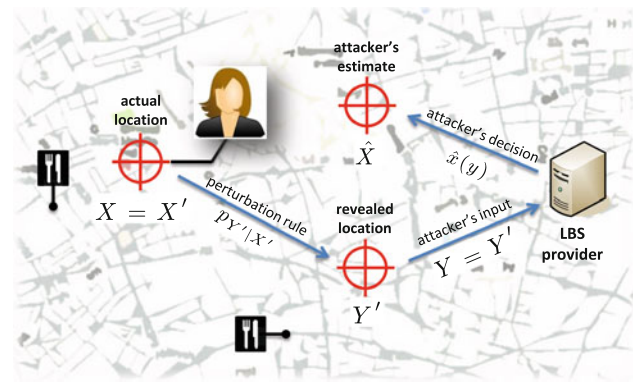 attacker's
estimate
actual
location
X̂
attacker's decision
x̂(y)
X = X′
perturbation rule
p_{Y′|X′}
revealed
location
attacker's input
Y = Y′
LBS
provider
Y′